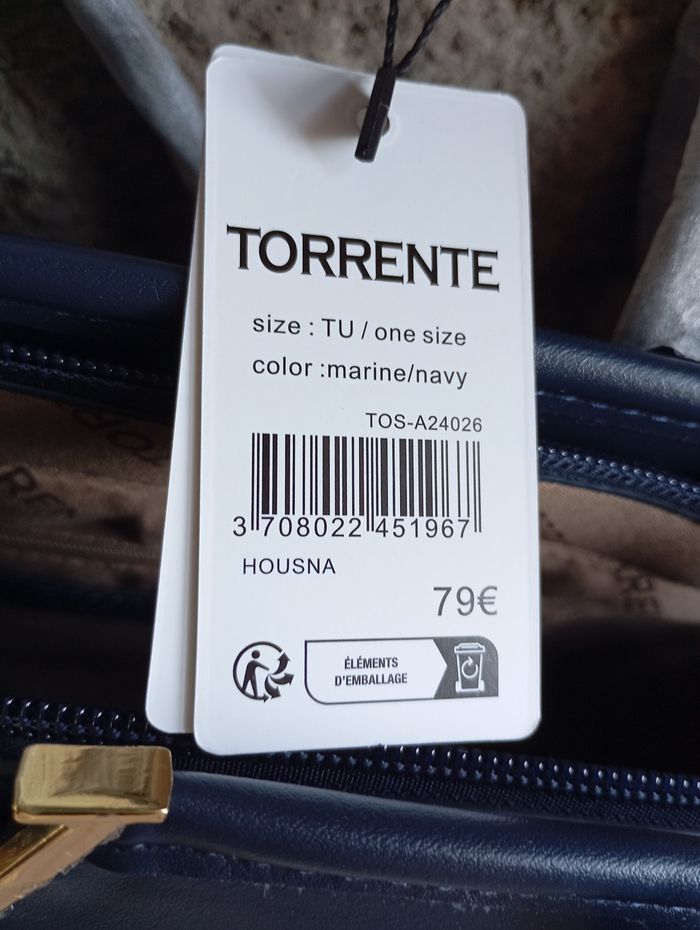 TORRENTE
size : TU / one size
color :marine/navy
TOS-A24026
3 708022 451967
HOUSNA
79€
ÉLÉMENTS
D'EMBALLAGE